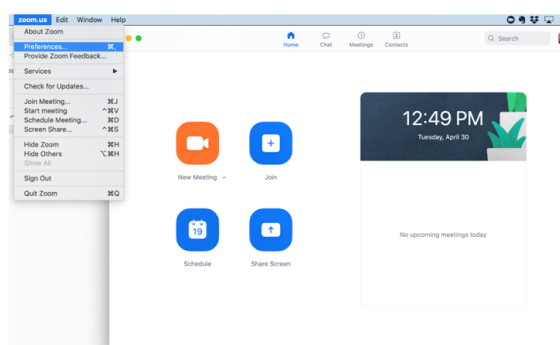 zoom.us Edit Window Help
About Zoom
Preferences... ⌘,
Provide Zoom Feedback...
Services ▶
Check for Updates...
Join Meeting... ⌘J
Start meeting ^⌘V
Schedule Meeting... ⌘D
Screen Share... ^⌘S
Hide Zoom ⌘H
Hide Others ⌥⌘H
Show All
Sign Out
Quit Zoom ⌘Q
Home Chat Meetings Contacts
Search
New Meeting Join
19
Schedule Share Screen
12:49 PM
Tuesday, April 30
No upcoming meetings today